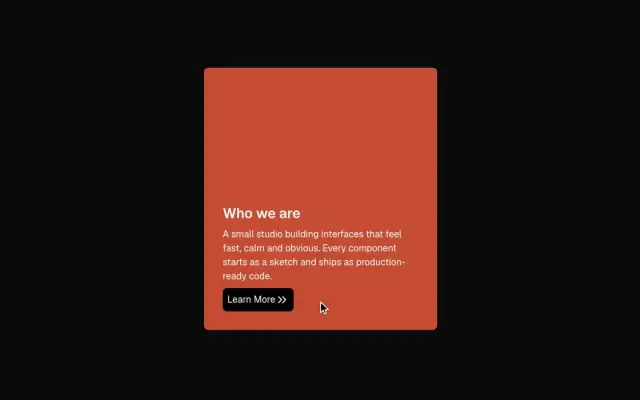 Who we are
A small studio building interfaces that feel
fast, calm and obvious. Every component
starts as a sketch and ships as production-
ready code.
Learn More